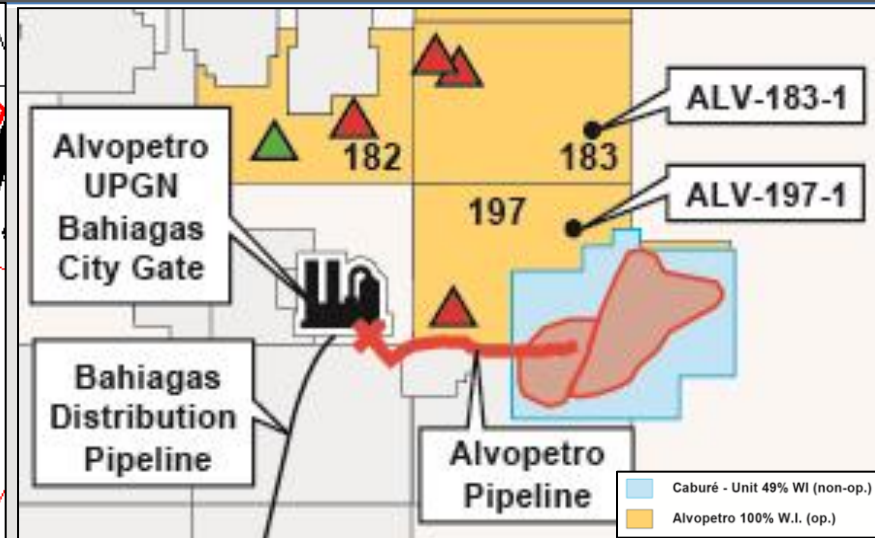 ALV-183-1
182
183
Alvopetro
UPGN
Bahiagas
City Gate
197
ALV-197-1
Bahiagas
Distribution
Pipeline
Alvopetro
Pipeline
Caburé - Unit 49% WI (non-op.)
Alvopetro 100% W.I. (op.)